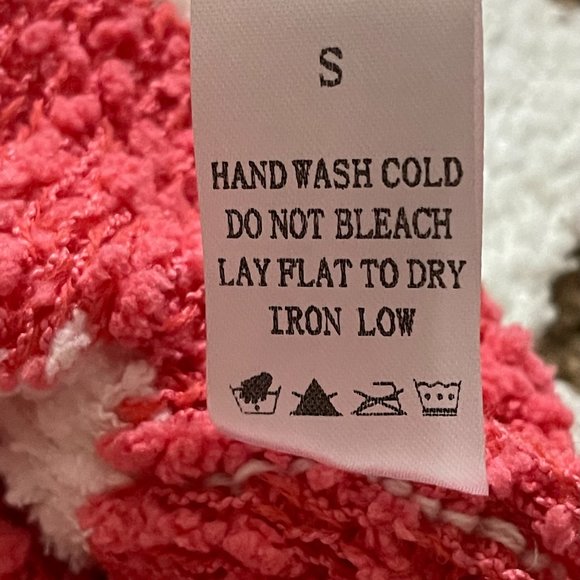 S
HAND WASH COLD
DO NOT BLEACH
LAY FLAT TO DRY
IRON LOW